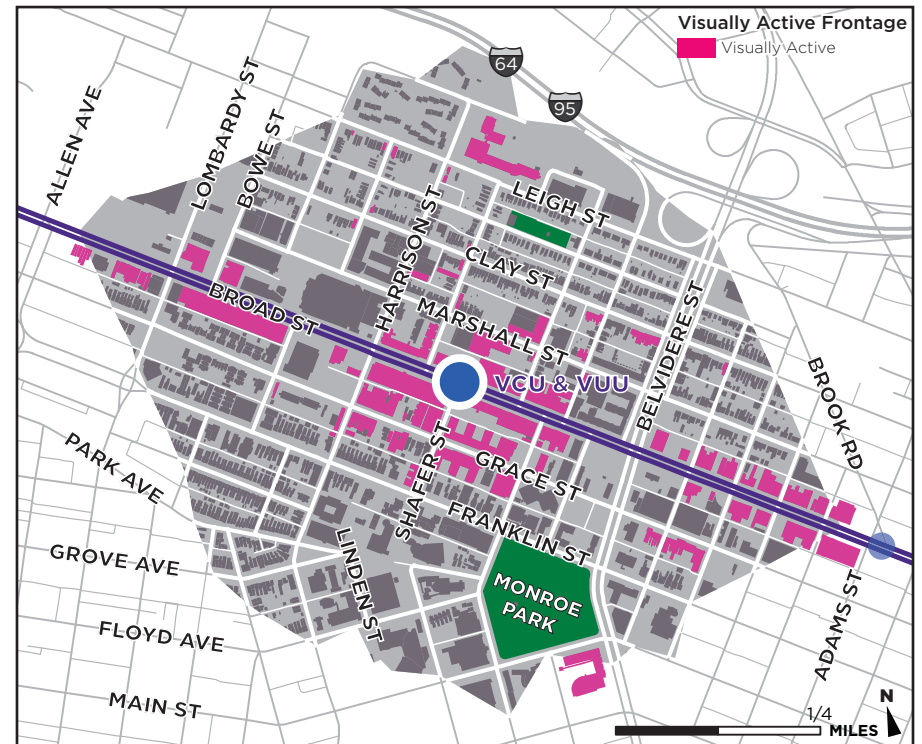 Visually Active Frontage
Visually Active
64
95
ALLEN AVE
LOMBARDY ST
BOWE ST
LEIGH ST
HARRISON ST
CLAY ST
BROAD ST
MARSHALL ST
BELVIDERE ST
VCU & VUU
BROOK RD
PARK AVE
SHAFER ST
GRACE ST
FRANKLIN ST
LINDEN ST
GROVE AVE
MONROE
PARK
FLOYD AVE
ADAMS ST
MAIN ST
N
1/4
MILES